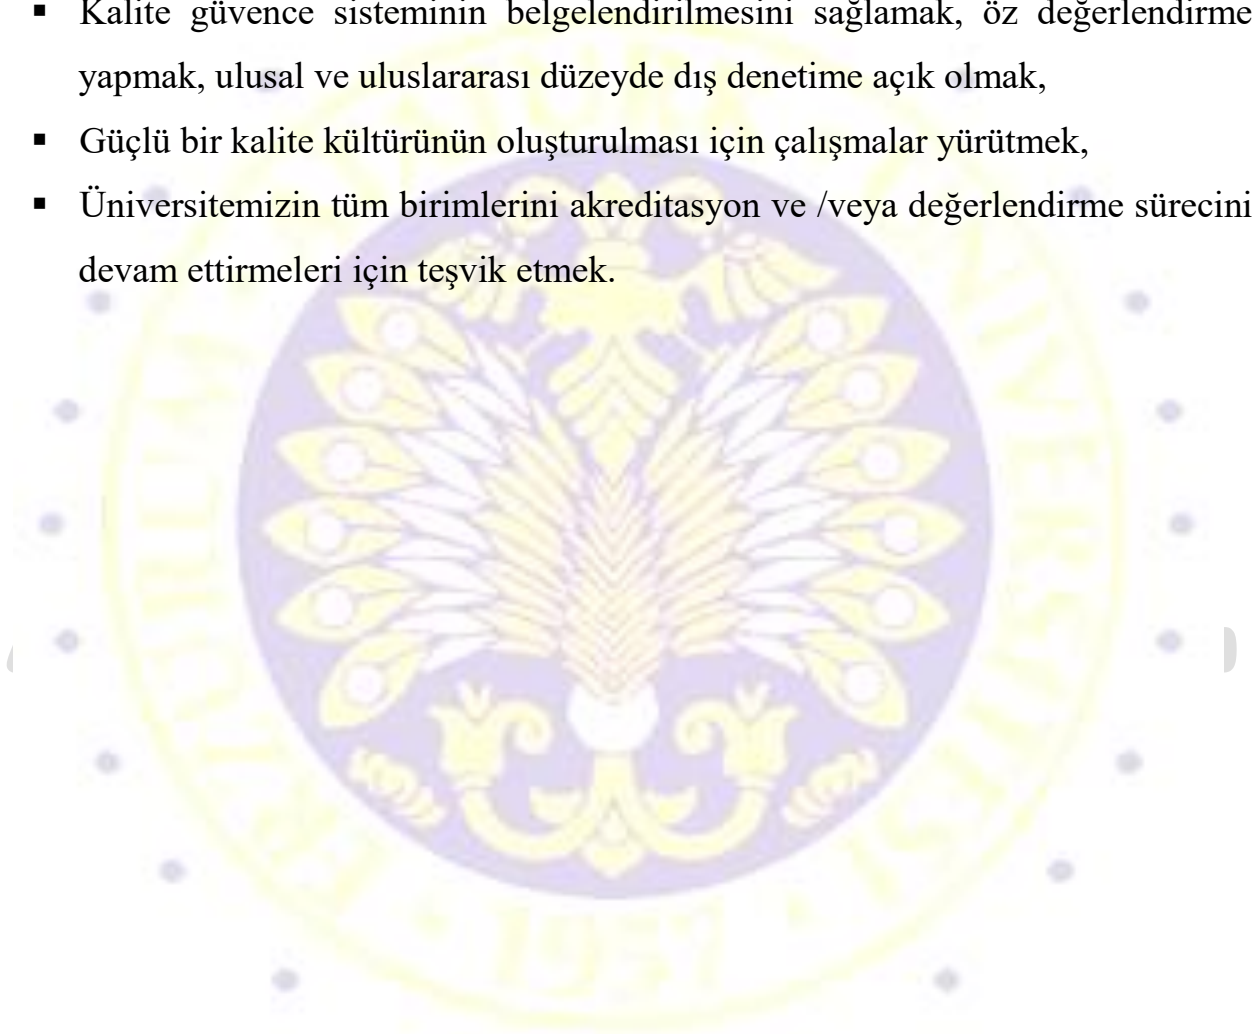 ▪ Kalite güvence sisteminin belgelendirilmesini sağlamak, öz değerlendirme
yapmak, ulusal ve uluslararası düzeyde dış denetime açık olmak,
▪ Güçlü bir kalite kültürünün oluşturulması için çalışmalar yürütmek,
▪ Üniversitemizin tüm birimlerini akreditasyon ve /veya değerlendirme sürecini
devam ettirmeleri için teşvik etmek.
1957